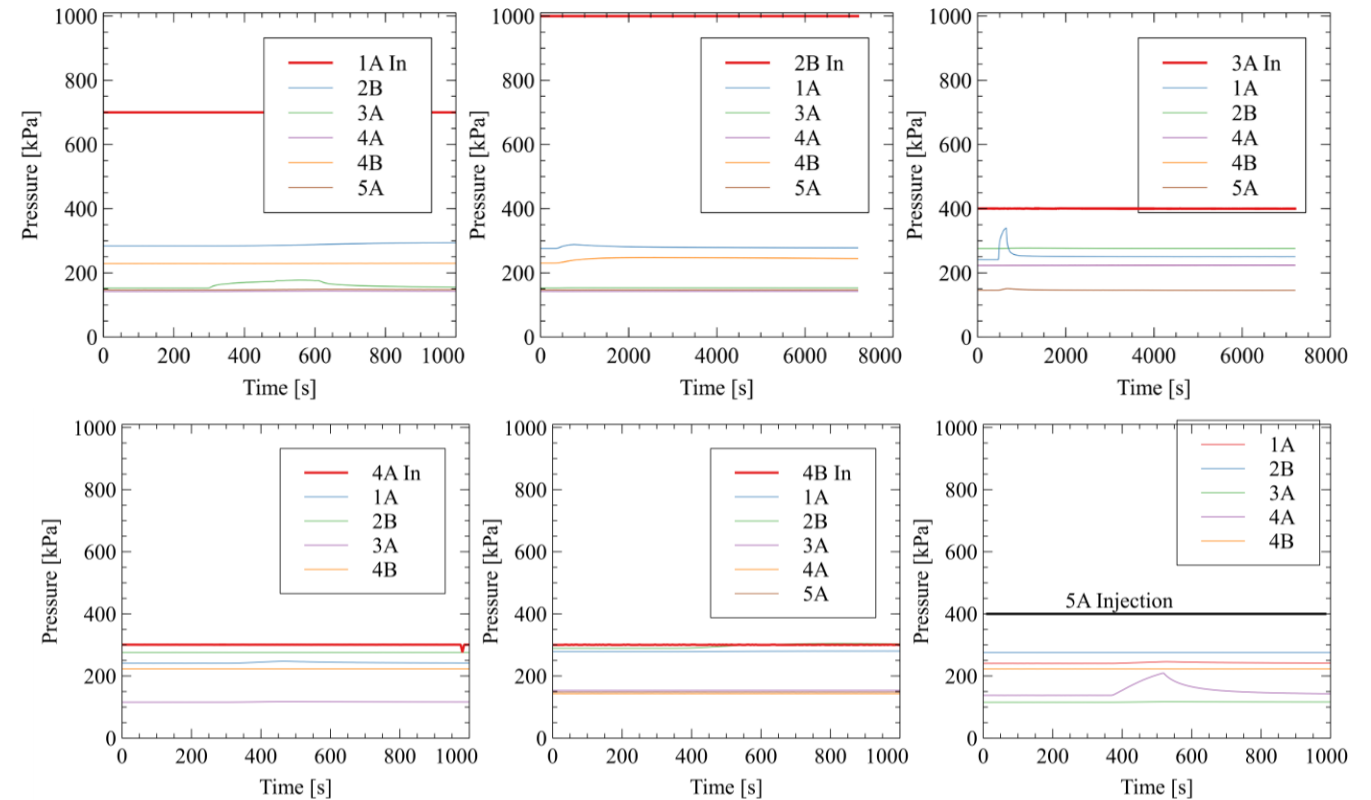 1000
800
600
400
200
0
Pressure [kPa]
1A In
2B
3A
4A
4B
5A
0 200 400 600 800 1000
Time [s]
1000
800
600
400
200
0
Pressure [kPa]
2B In
1A
3A
4B
5A
0 2000 4000 6000 8000
Time [s]
1000
800
600
400
200
0
Pressure [kPa]
3A In
1A
2B
4A
4B
5A
0 2000 4000 6000 8000
Time [s]
1000
800
600
400
200
0
Pressure [kPa]
4A In
1A
2B
3A
4B
0 200 400 600 800 1000
Time [s]
1000
800
600
400
200
0
Pressure [kPa]
4B In
1A
2B
3A
4A
5A
0 200 400 600 800 1000
Time [s]
1000
800
600
400
200
0
Pressure [kPa]
1A
2B
3A
4A
4B
5A Injection
0 200 400 600 800 1000
Time [s]